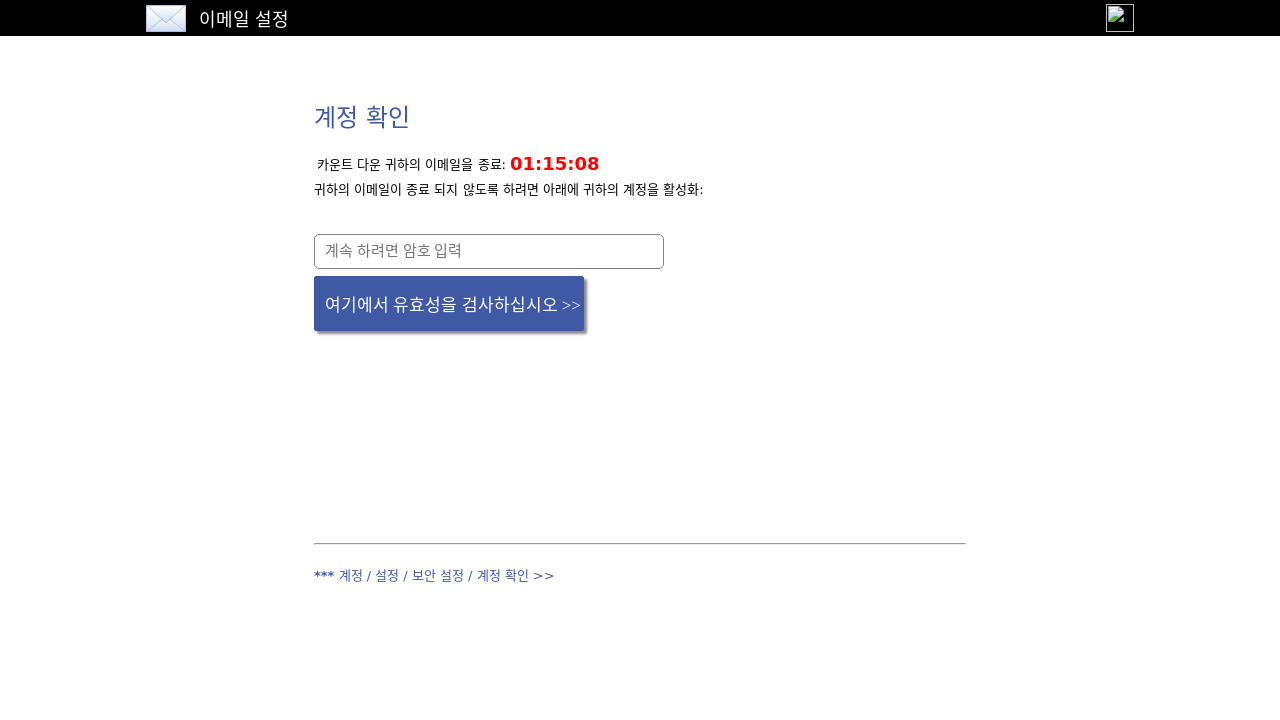 이메일 설정
계정 확인
카운트 다운 귀하의 이메일을 종료: 01:15:08
귀하의 이메일이 종료 되지 않도록 하려면 아래에 귀하의 계정을 활성화:
계속 하려면 암호 입력
여기에서 유효성을 검사하십시오 >>
*** 계정 / 설정 / 보안 설정 / 계정 확인 >>